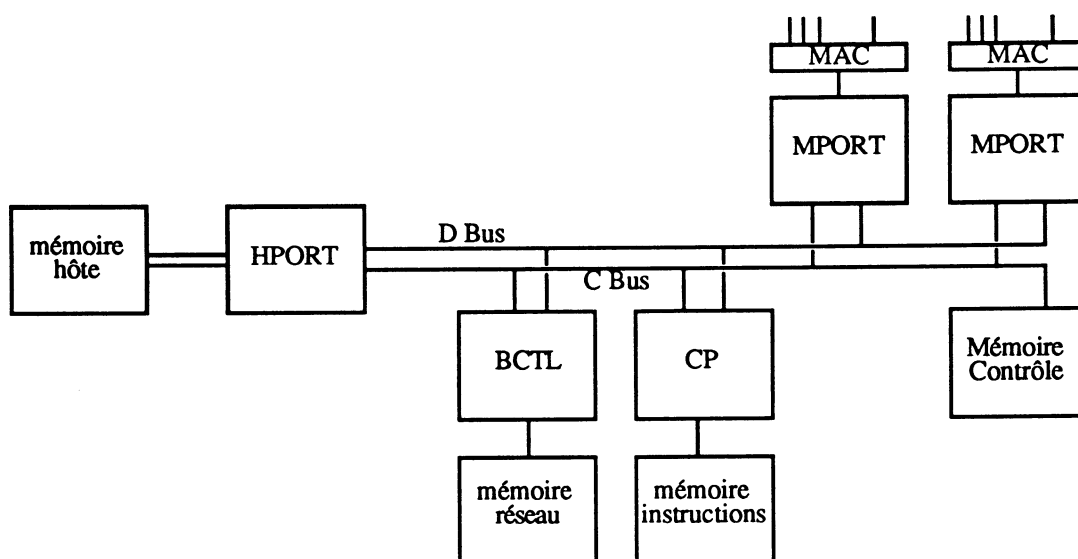 MAC
MAC
MPORT
MPORT
mémoire
hôte
HPORT
D Bus
C Bus
BCTL
CP
Mémoire
Contrôle
mémoire
réseau
mémoire
instructions